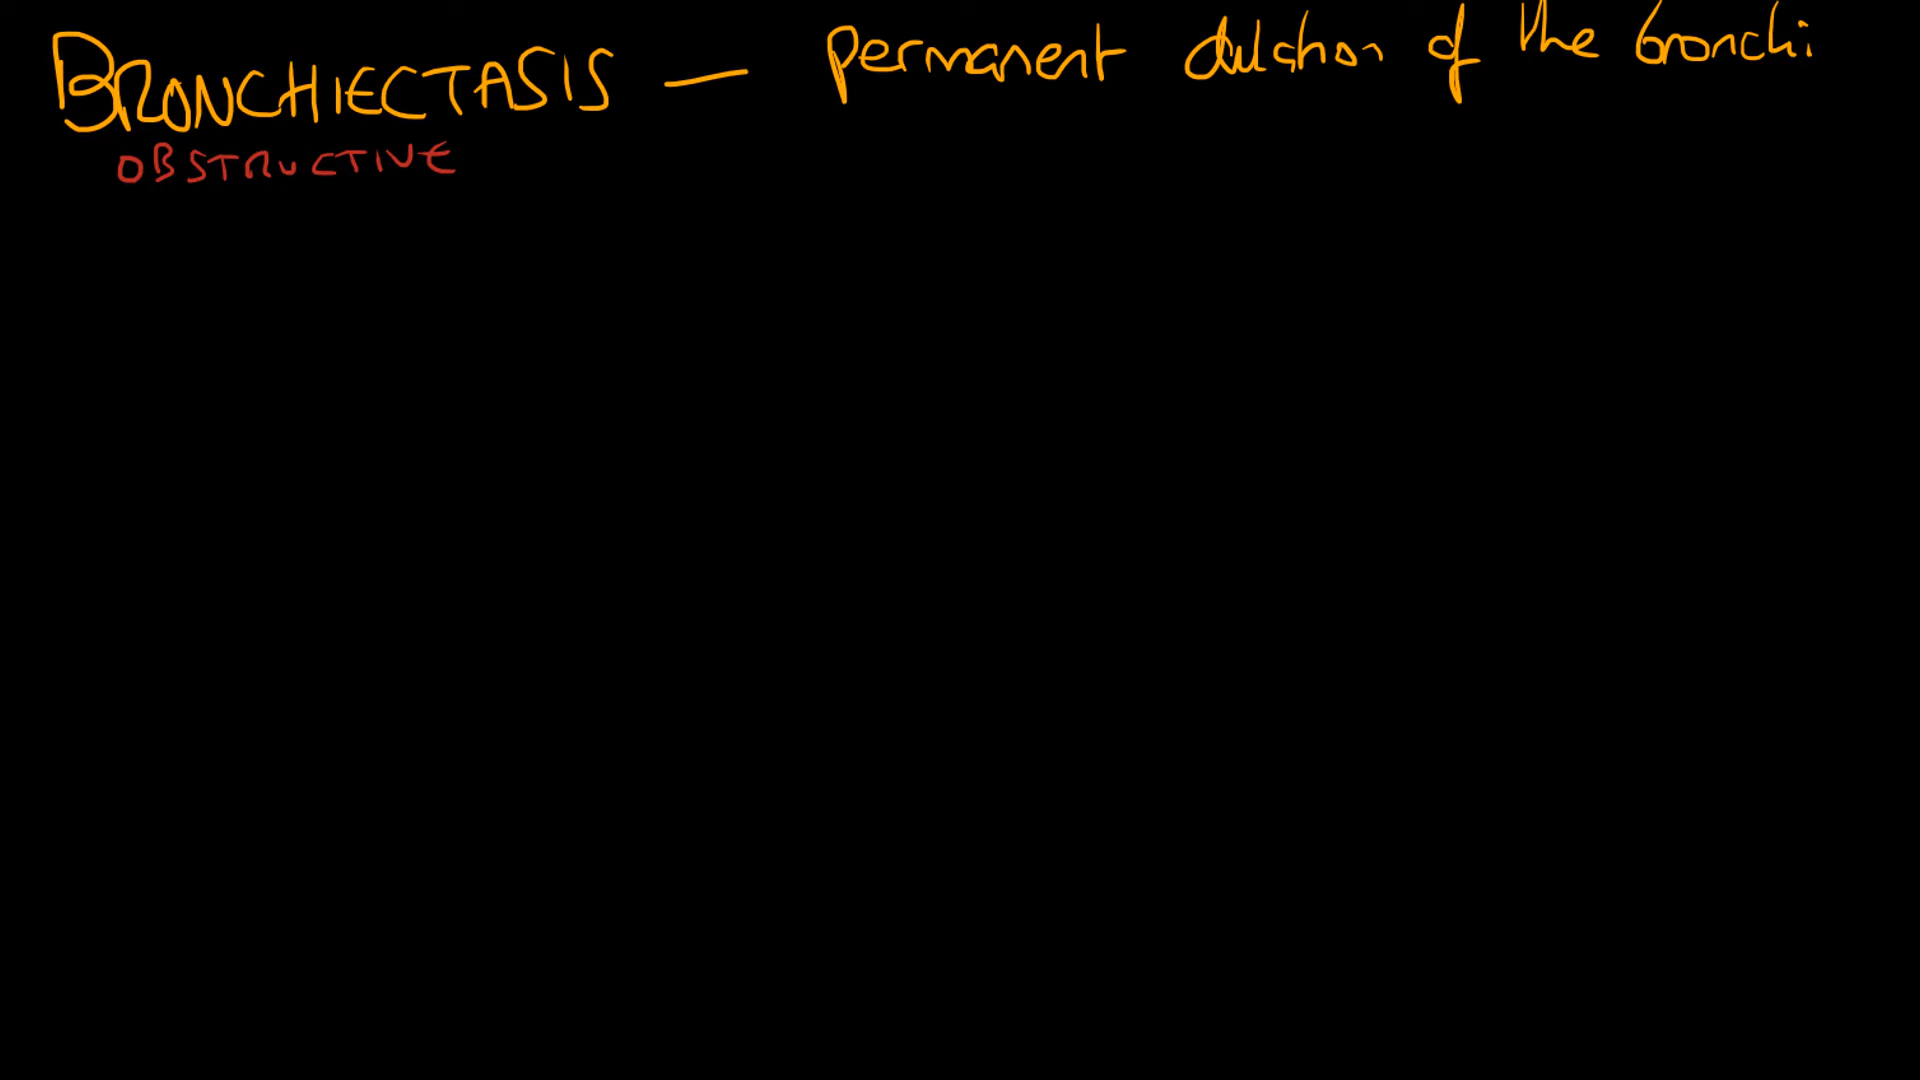 BRONCHIECTASIS — permanent dilation of the bronchi
OBSTRUCTIVE